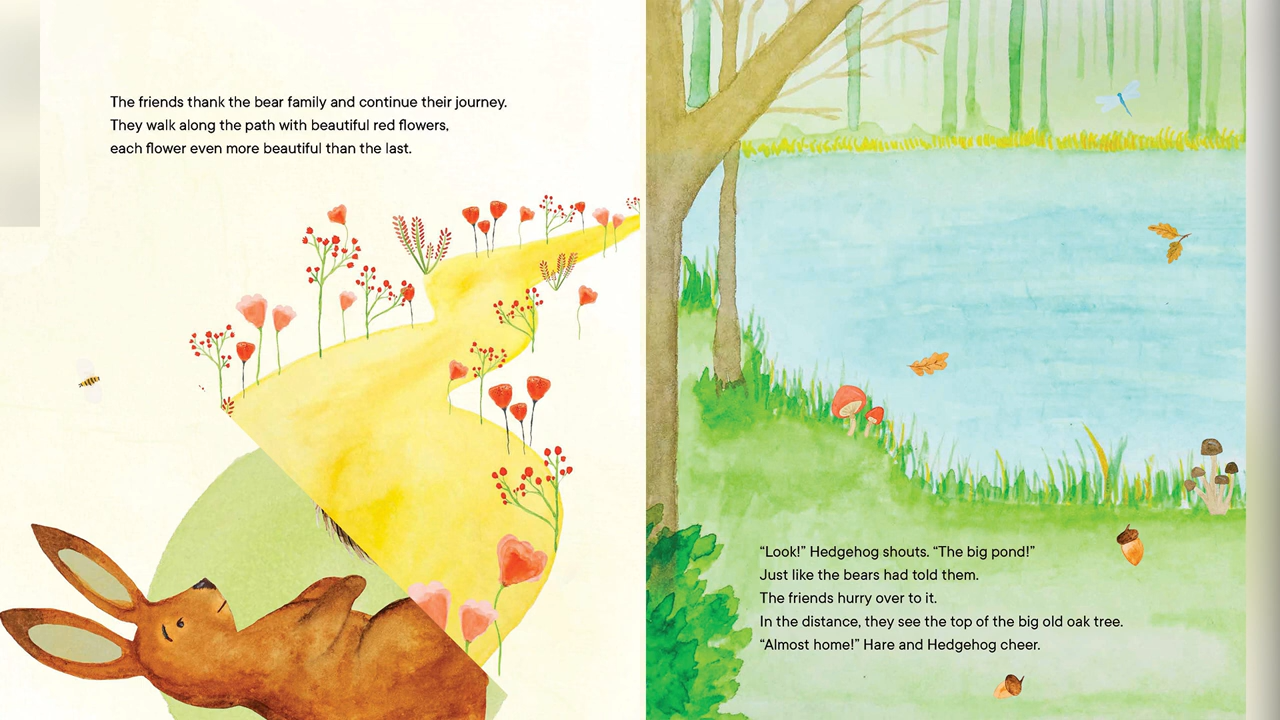 The friends thank the bear family and continue their journey.
They walk along the path with beautiful red flowers,
each flower even more beautiful than the last.
“Look!” Hedgehog shouts. “The big pond!”
Just like the bears had told them.
The friends hurry over to it.
In the distance, they see the top of the big old oak tree.
“Almost home!” Hare and Hedgehog cheer.